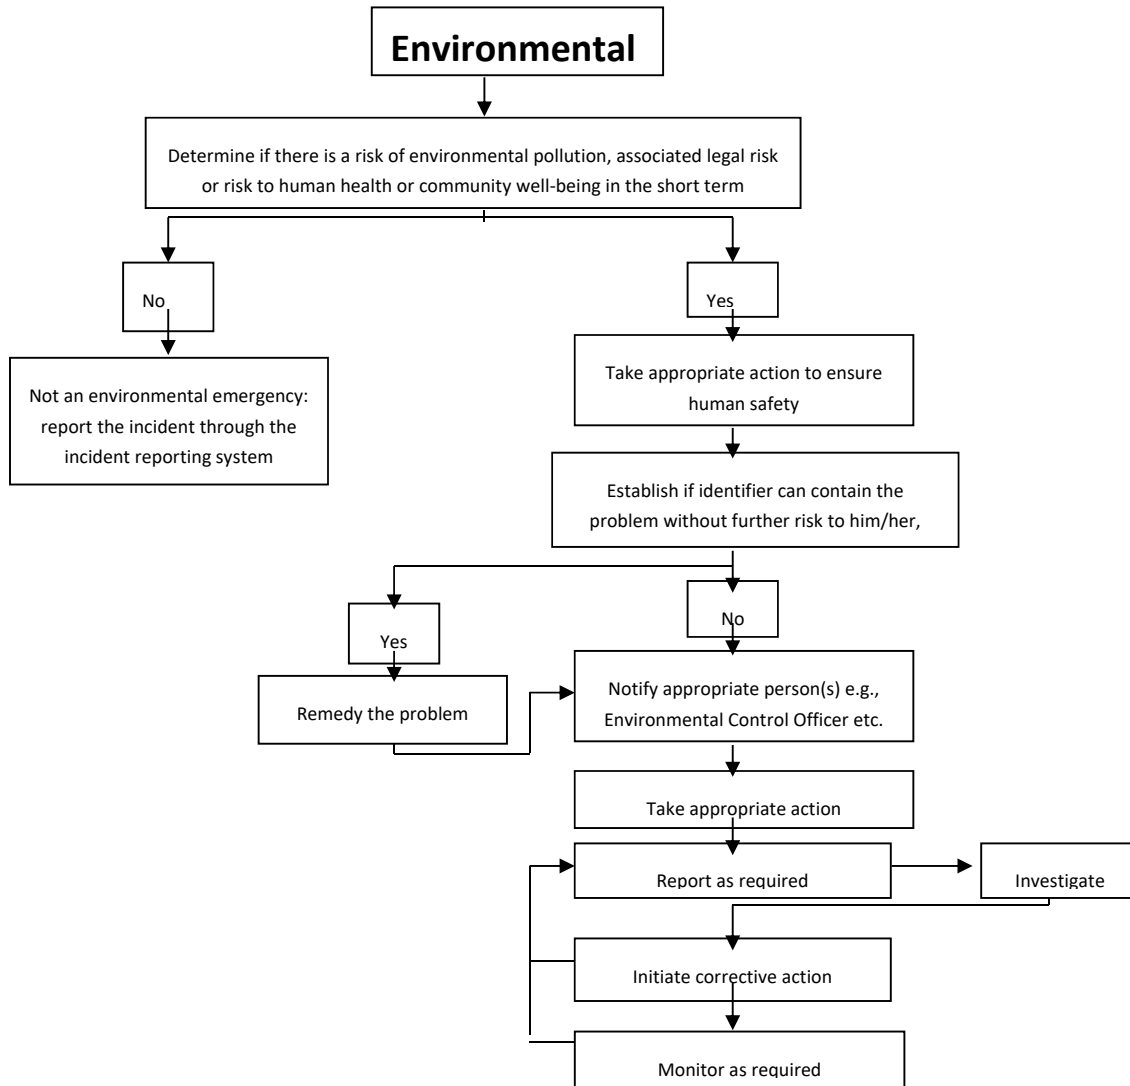 Environmental
Determine if there is a risk of environmental pollution, associated legal risk
or risk to human health or community well-being in the short term
No
Yes
Not an environmental emergency:
report the incident through the
incident reporting system
Take appropriate action to ensure
human safety
Establish if identifier can contain the
problem without further risk to him/her,
Yes
No
Remedy the problem
Notify appropriate person(s) e.g.,
Environmental Control Officer etc.
Take appropriate action
Report as required
Investigate
Initiate corrective action
Monitor as required